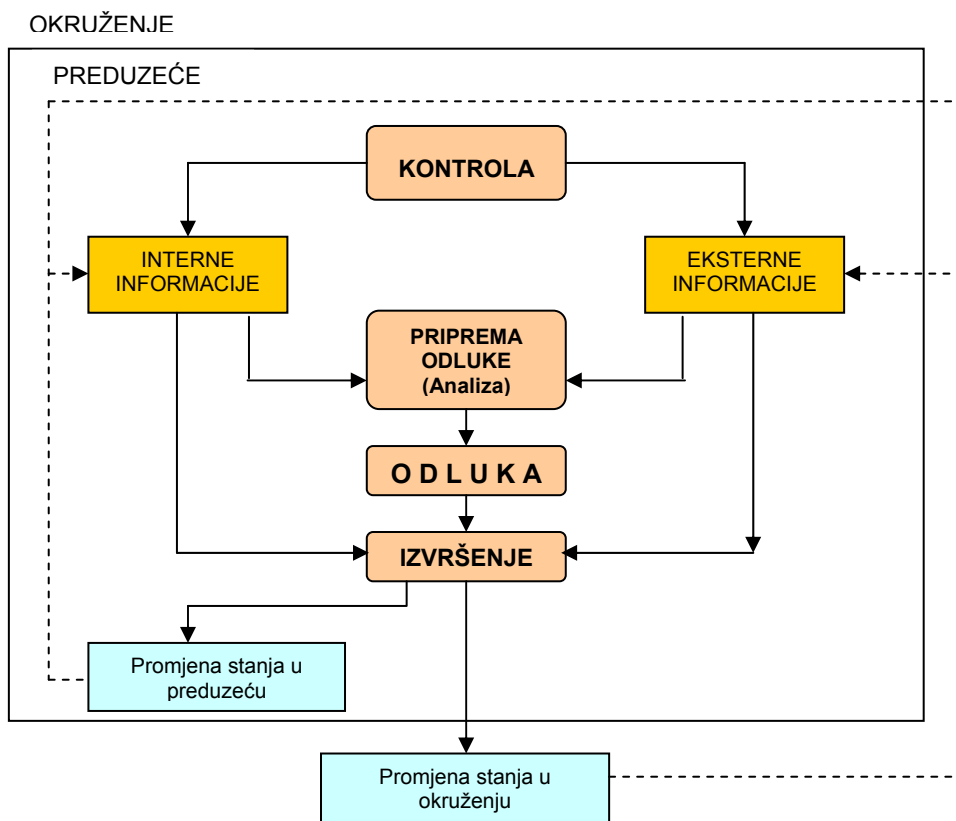 OKRUŽENJE
PREDUZEĆE
KONTROLA
INTERNE
INFORMACIJE
EKSTERNE
INFORMACIJE
PRIPREMA
ODLUKE
(Analiza)
O D L U K A
IZVRŠENJE
Promjena stanja u
preduzeću
Promjena stanja u
okruženju